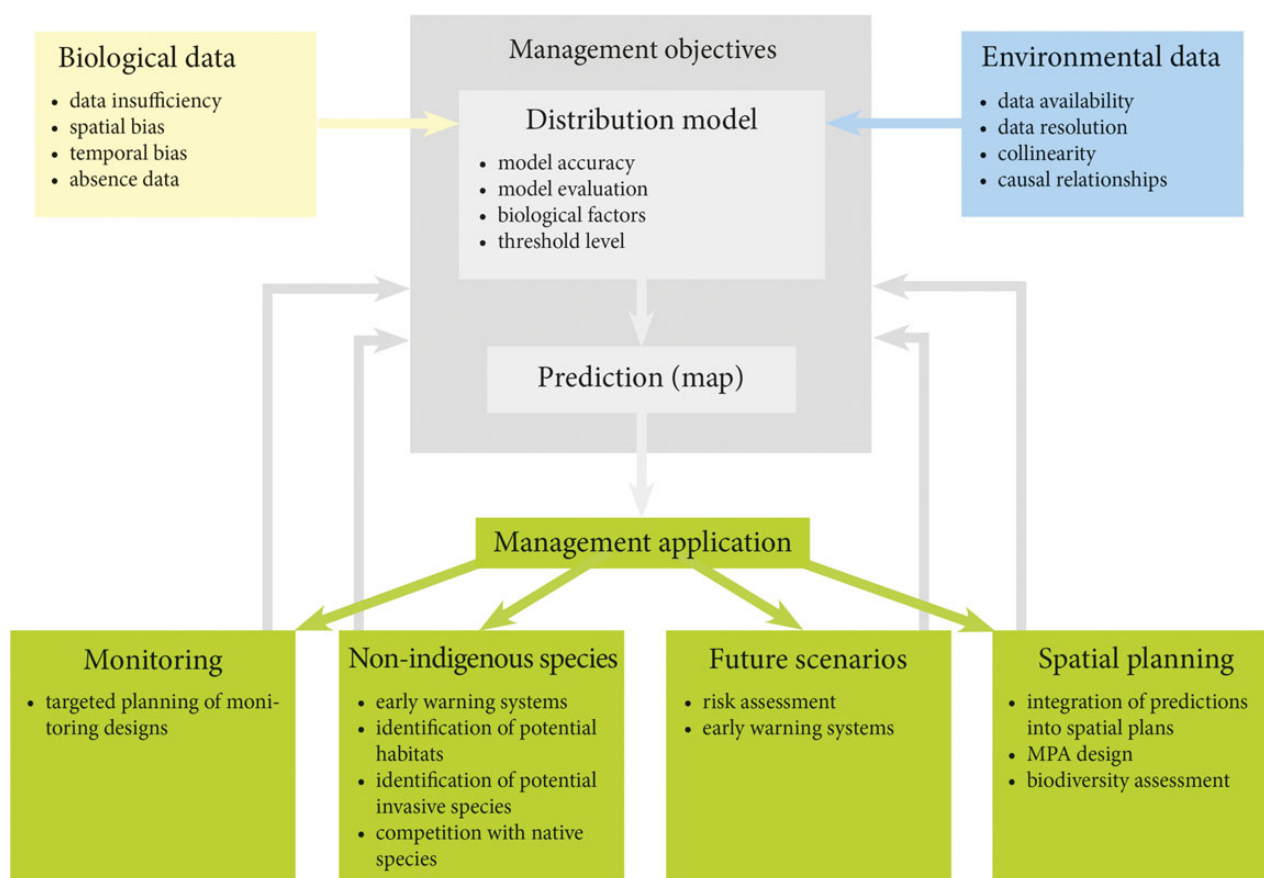 Biological data
• data insufficiency
• spatial bias
• temporal bias
• absence data
Management objectives
Distribution model
• model accuracy
• model evaluation
• biological factors
• threshold level
Prediction (map)
Environmental data
• data availability
• data resolution
• collinearity
• causal relationships
Management application
Monitoring
• targeted planning of moni-
toring designs
Non-indigenous species
• early warning systems
• identification of potential
habitats
• identification of potential
invasive species
• competition with native
species
Future scenarios
• risk assessment
• early warning systems
Spatial planning
• integration of predictions
into spatial plans
• MPA design
• biodiversity assessment